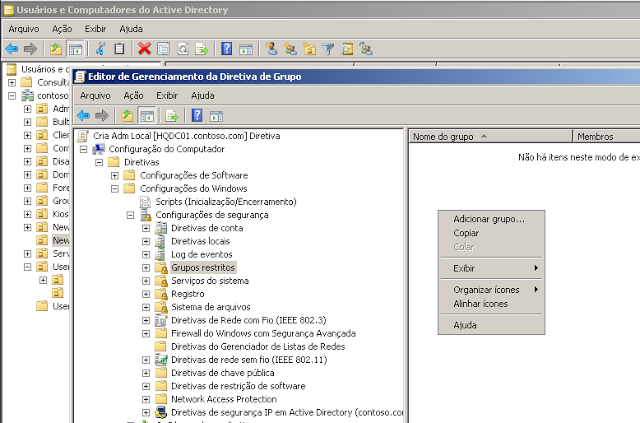 Usuários e Computadores do Active Directory
Arquivo Ação Exibir Ajuda
Usuários e c
Consulta
contoso
Adm
Built
Clien
Com
Disa
Dom
Fore
Grou
Kios
New
New
Serv
User
User
Editor de Gerenciamento da Diretiva de Grupo
Arquivo Ação Exibir Ajuda
Cria Adm Local [HQDC01.contoso.com] Diretiva
Configuração do Computador
Diretivas
Configurações de Software
Configurações do Windows
Scripts (Inicialização/Encerramento)
Configurações de segurança
Diretivas de conta
Diretivas locais
Log de eventos
Grupos restritos
Serviços do sistema
Registro
Sistema de arquivos
Diretivas de Rede com Fio (IEEE 802.3)
Firewall do Windows com Segurança Avançada
Diretivas do Gerenciador de Listas de Redes
Diretivas de rede sem fio (IEEE 802.11)
Diretivas de chave pública
Diretivas de restrição de software
Network Access Protection
Diretivas de segurança IP em Active Directory (contoso.co
Nome do grupo Membros
Não há itens neste modo de ex
Adicionar grupo...
Copiar
Colar
Exibir
Organizar ícones
Alinhar ícones
Ajuda